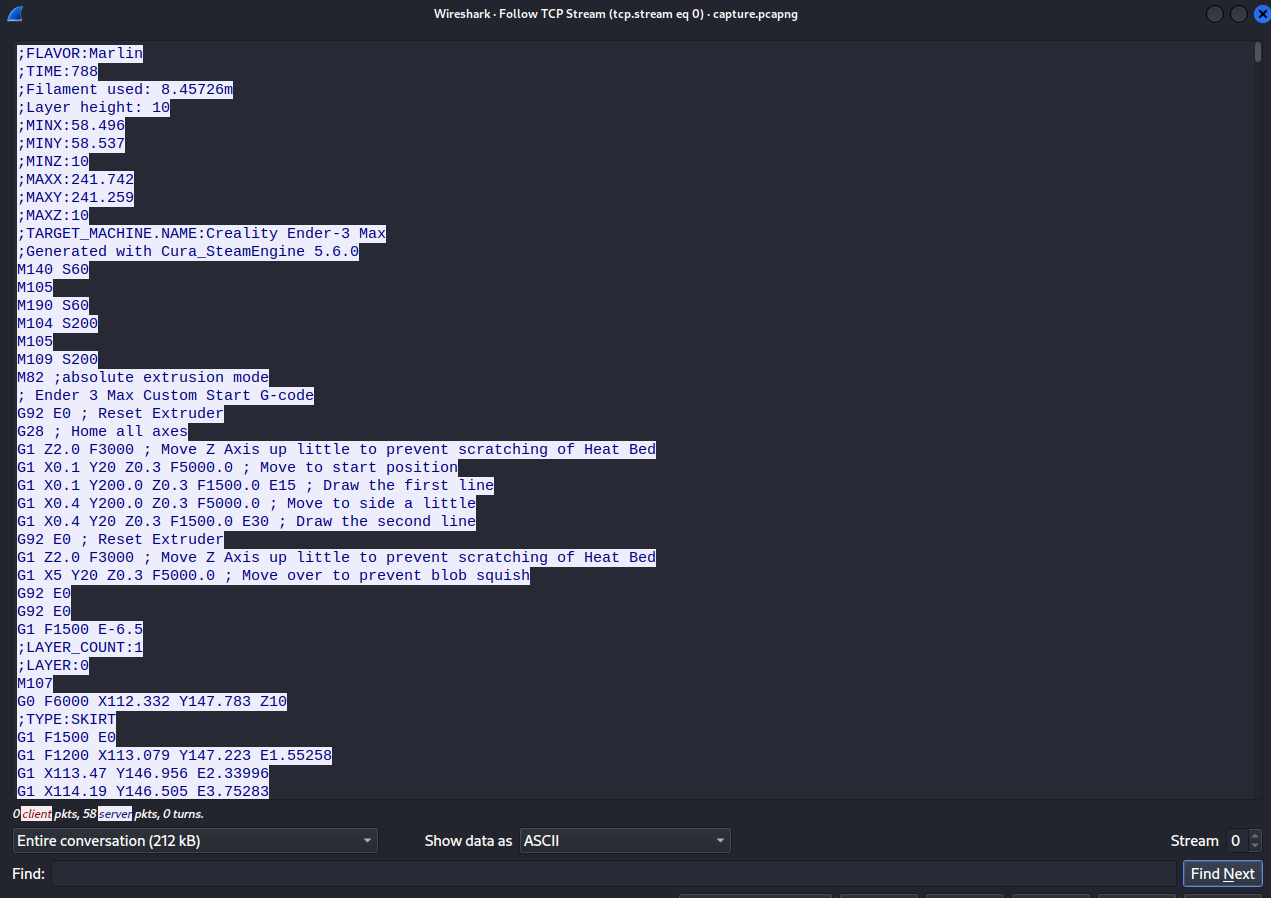 Wireshark · Follow TCP Stream (tcp.stream eq 0) · capture.pcapng
;FLAVOR:Marlin
;TIME:788
;Filament used: 8.45726m
;Layer height: 10
;MINX:58.496
;MINY:58.537
;MINZ:10
;MAXX:241.742
;MAXY:241.259
;MAXZ:10
;TARGET_MACHINE.NAME:Creality Ender-3 Max
;Generated with Cura_SteamEngine 5.6.0
M140 S60
M105
M190 S60
M104 S200
M105
M109 S200
M82 ;absolute extrusion mode
; Ender 3 Max Custom Start G-code
G92 E0 ; Reset Extruder
G28 ; Home all axes
G1 Z2.0 F3000 ; Move Z Axis up little to prevent scratching of Heat Bed
G1 X0.1 Y20 Z0.3 F5000.0 ; Move to start position
G1 X0.1 Y200.0 Z0.3 F1500.0 E15 ; Draw the first line
G1 X0.4 Y200.0 Z0.3 F5000.0 ; Move to side a little
G1 X0.4 Y20 Z0.3 F1500.0 E30 ; Draw the second line
G92 E0 ; Reset Extruder
G1 Z2.0 F3000 ; Move Z Axis up little to prevent scratching of Heat Bed
G1 X5 Y20 Z0.3 F5000.0 ; Move over to prevent blob squish
G92 E0
G92 E0
G1 F1500 E-6.5
;LAYER_COUNT:1
;LAYER:0
M107
G0 F6000 X112.332 Y147.783 Z10
;TYPE:SKIRT
G1 F1500 E0
G1 F1200 X113.079 Y147.223 E1.55258
G1 X113.47 Y146.956 E2.33996
G1 X114.19 Y146.505 E3.75283
0 client pkts, 58 server pkts, 0 turns.
Entire conversation (212 kB) Show data as ASCII Stream 0
Find: Find Next